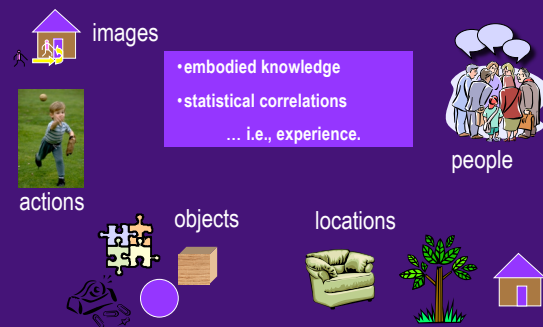 images
•embodied knowledge
•statistical correlations
… i.e., experience.
people
actions
objects
locations